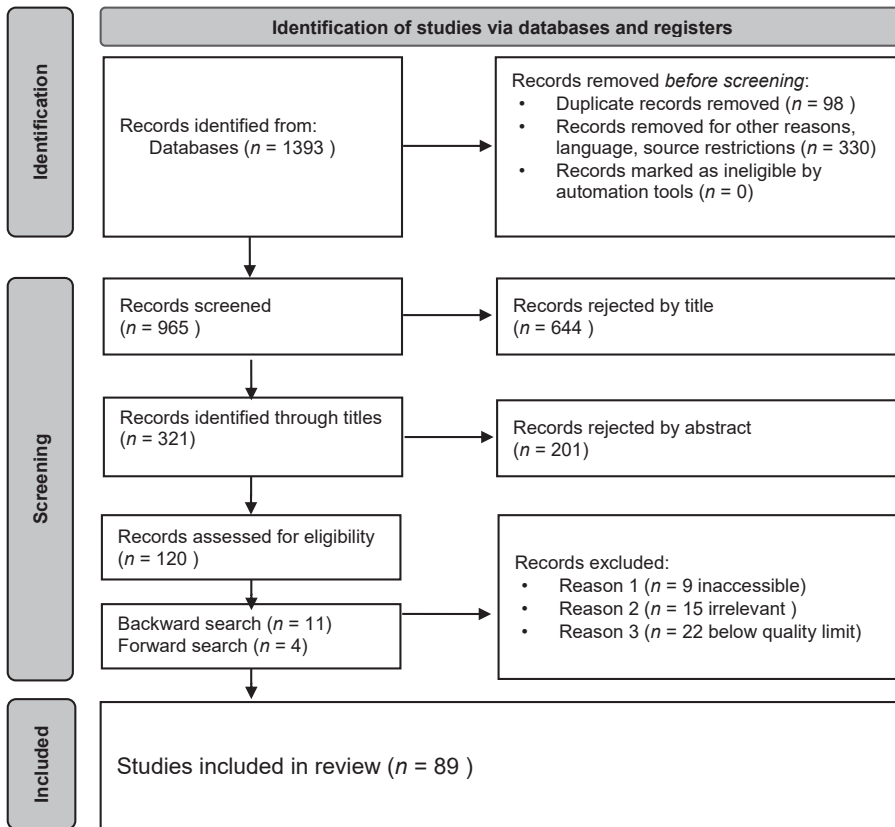 Identification of studies via databases and registers
Identification
Records identified from:
Databases (n = 1393 )
Records removed before screening:
• Duplicate records removed (n = 98 )
• Records removed for other reasons,
language, source restrictions (n = 330)
• Records marked as ineligible by
automation tools (n = 0)
Screening
Records screened
(n = 965 )
Records rejected by title
(n = 644 )
Records identified through titles
(n = 321)
Records rejected by abstract
(n = 201)
Records assessed for eligibility
(n = 120 )
Backward search (n = 11)
Forward search (n = 4)
Records excluded:
• Reason 1 (n = 9 inaccessible)
• Reason 2 (n = 15 irrelevant )
• Reason 3 (n = 22 below quality limit)
Included
Studies included in review (n = 89 )